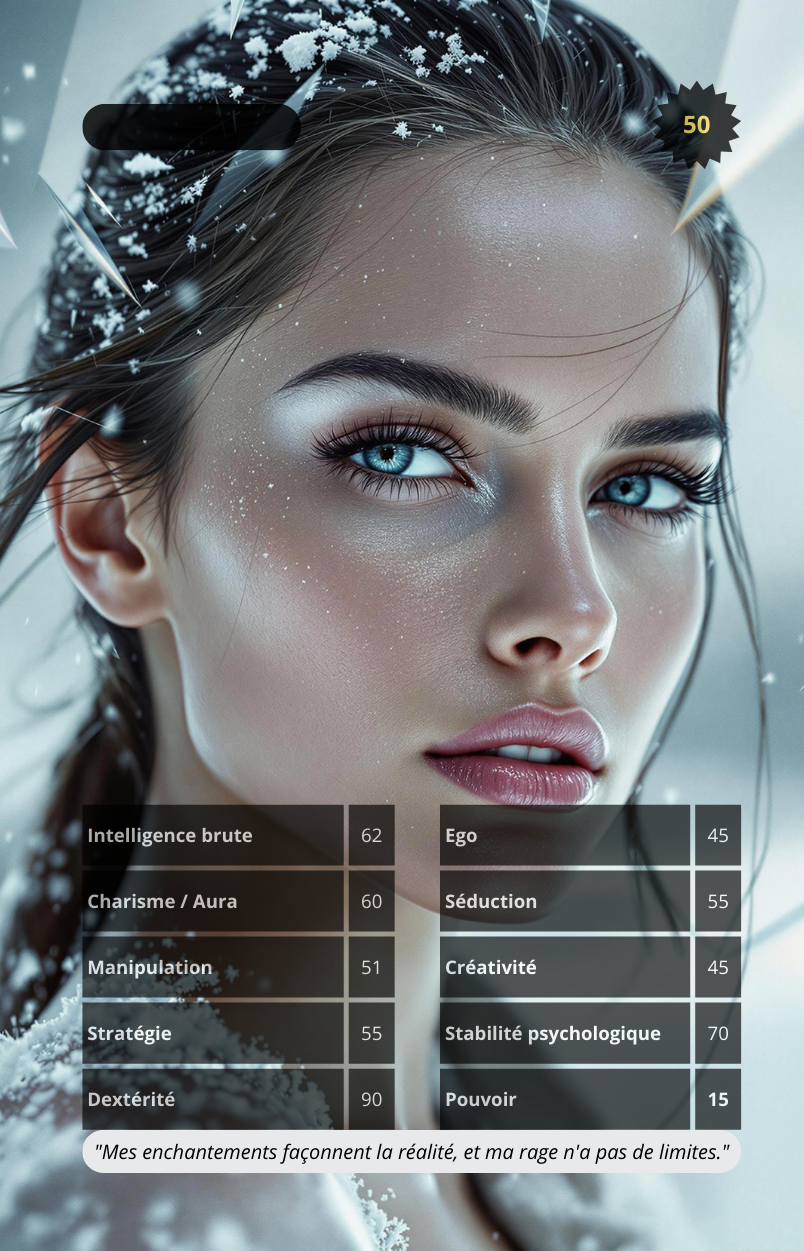 50
Intelligence brute 62
Ego 45
Charisme / Aura 60
Séduction 55
Manipulation 51
Créativité 45
Stratégie 55
Stabilité psychologique 70
Dextérité 90
Pouvoir 15
"Mes enchantements façonnent la réalité, et ma rage n'a pas de limites."